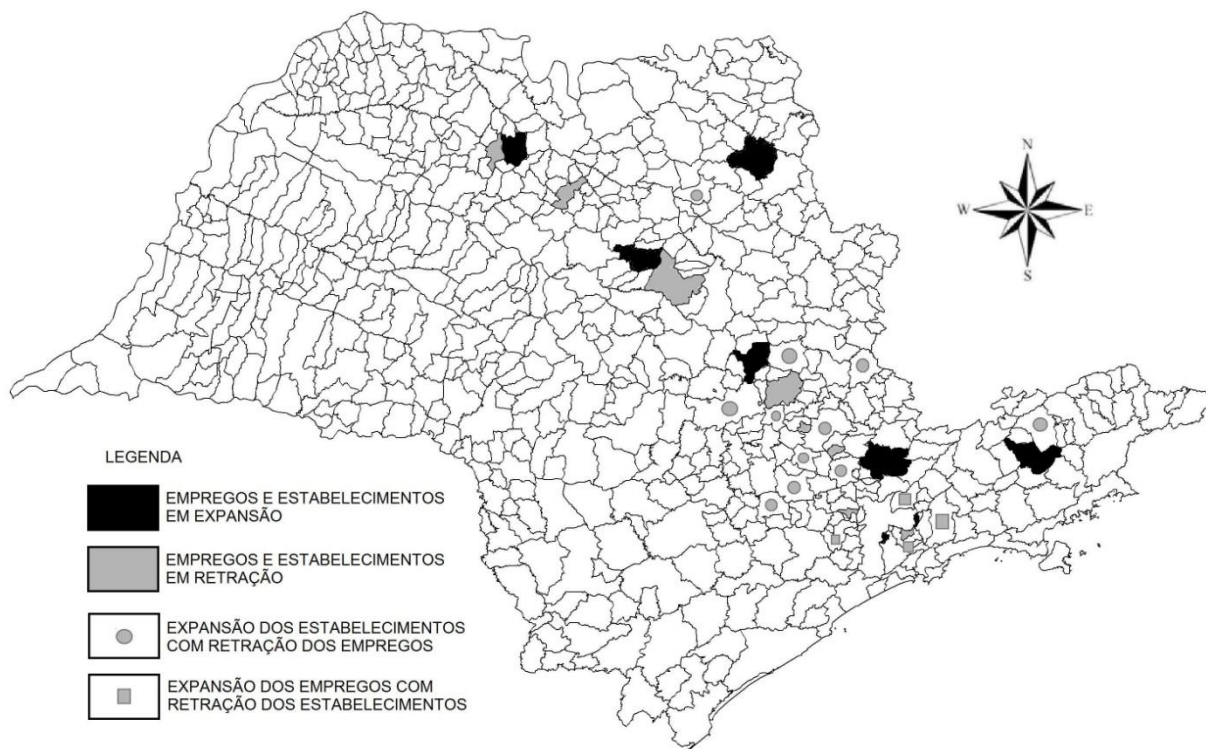 N
W
E
S
LEGENDA
EMPREGOS E ESTABELECIMENTOS
EM EXPANSÃO
EMPREGOS E ESTABELECIMENTOS
EM RETRAÇÃO
EXPANSÃO DOS ESTABELECIMENTOS
COM RETRAÇÃO DOS EMPREGOS
EXPANSÃO DOS EMPREGOS COM
RETRAÇÃO DOS ESTABELECIMENTOS